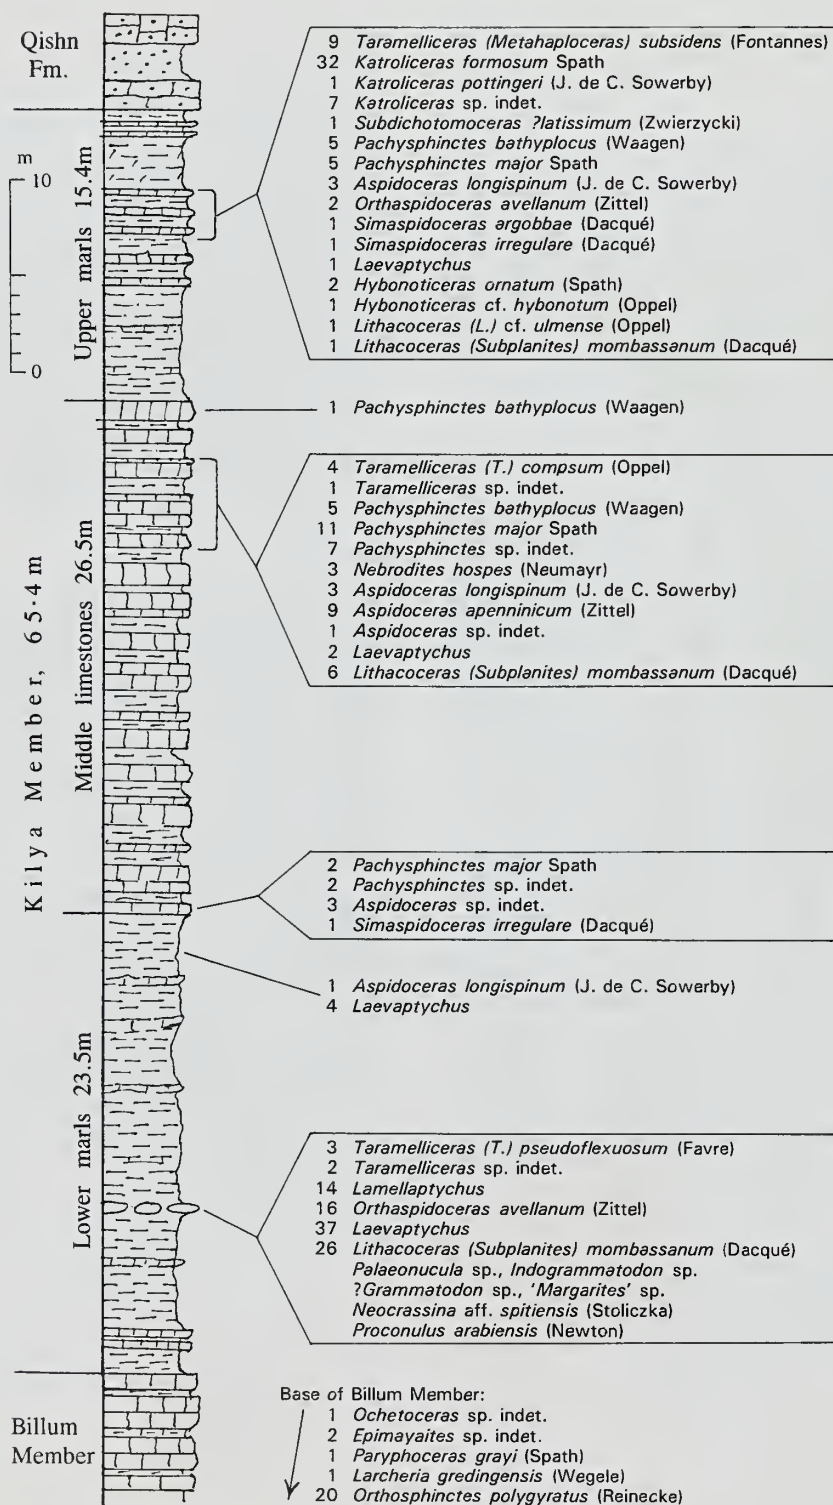 Qishn
Fm.
m
10
0
Upper marls 15.4m
Middle limestones 26.5m
Kilya Member, 65·4m
Lower marls 23.5m
Billum
Member
9 Taramelliceras (Metahaploceras) subsidens (Fontannes)
32 Katroliceras formosum Spath
1 Katroliceras pottingeri (J. de C. Sowerby)
7 Katroliceras sp. indet.
1 Subdichotomoceras ?latissimum (Zwierzycki)
5 Pachysphinctes bathyplocus (Waagen)
5 Pachysphinctes major Spath
3 Aspidoceras longispinum (J. de C. Sowerby)
2 Orthaspidoceras avellanum (Zittel)
1 Simaspidoceras argobbae (Dacqué)
1 Simaspidoceras irregulare (Dacqué)
1 Laevaptychus
2 Hybonoticeras ornatum (Spath)
1 Hybonoticeras cf. hybonotum (Oppel)
1 Lithacoceras (L.) cf. ulmense (Oppel)
1 Lithacoceras (Subplanites) mombassanum (Dacqué)
1 Pachysphinctes bathyplocus (Waagen)
4 Taramelliceras (T.) compsum (Oppel)
1 Taramelliceras sp. indet.
5 Pachysphinctes bathyplocus (Waagen)
11 Pachysphinctes major Spath
7 Pachysphinctes sp. indet.
3 Nebrodites hospes (Neumayr)
3 Aspidoceras longispinum (J. de C. Sowerby)
9 Aspidoceras apenninicum (Zittel)
1 Aspidoceras sp. indet.
2 Laevaptychus
6 Lithacoceras (Subplanites) mombassanum (Dacqué)
2 Pachysphinctes major Spath
2 Pachysphinctes sp. indet.
3 Aspidoceras sp. indet.
1 Simaspidoceras irregulare (Dacqué)
1 Aspidoceras longispinum (J. de C. Sowerby)
4 Laevaptychus
3 Taramelliceras (T.) pseudoflexuosum (Favre)
2 Taramelliceras sp. indet.
14 Lamellaptychus
16 Orthaspidoceras avellanum (Zittel)
37 Laevaptychus
26 Lithacoceras (Subplanites) mombassanum (Dacqué)
Palaeonucula sp., Indogrammatodon sp.
?Grammatodon sp., 'Margarites' sp.
Neocrassina aff. spitiensis (Stoliczka)
Proconulus arabiensis (Newton)
Base of Billum Member:
1 Ochetoceras sp. indet.
2 Epimayaites sp. indet.
1 Paryphoceras grayi (Spath)
1 Larcheria gredingensis (Wegele)
20 Orthosphinctes polygyratus (Reinecke)